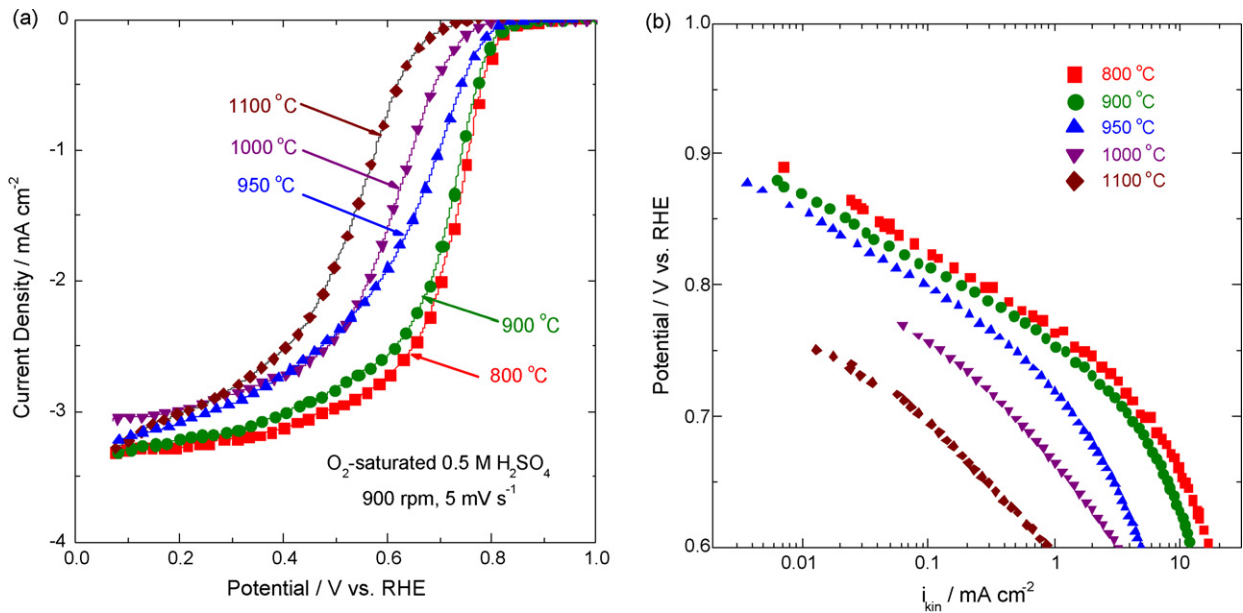 (a)
0
-1
-2
-3
-4
Current Density / mA cm⁻²
0.0
0.2
0.4
0.6
0.8
1.0
Potential / V vs. RHE
1100 °C
1000 °C
950 °C
900 °C
800 °C
O₂-saturated 0.5 M H₂SO₄
900 rpm, 5 mV s⁻¹
(b)
1.0
0.9
0.8
0.7
0.6
Potential / V vs. RHE
0.01
0.1
1
10
i_kin / mA cm⁻²
800 °C
900 °C
950 °C
1000 °C
1100 °C